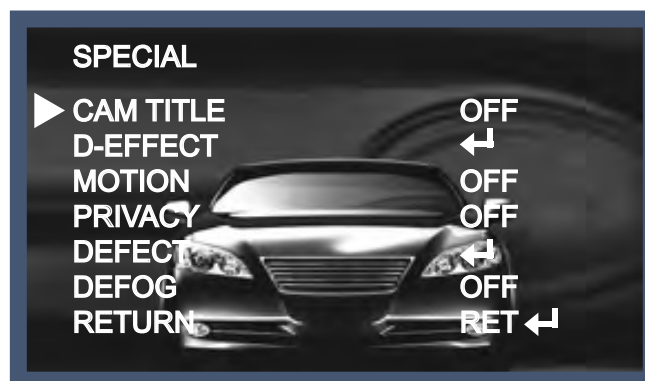 SPECIAL
CAM TITLE OFF
D-EFFECT ↵
MOTION OFF
PRIVACY OFF
DEFECT ↵
DEFOG OFF
RETURN RET ↵